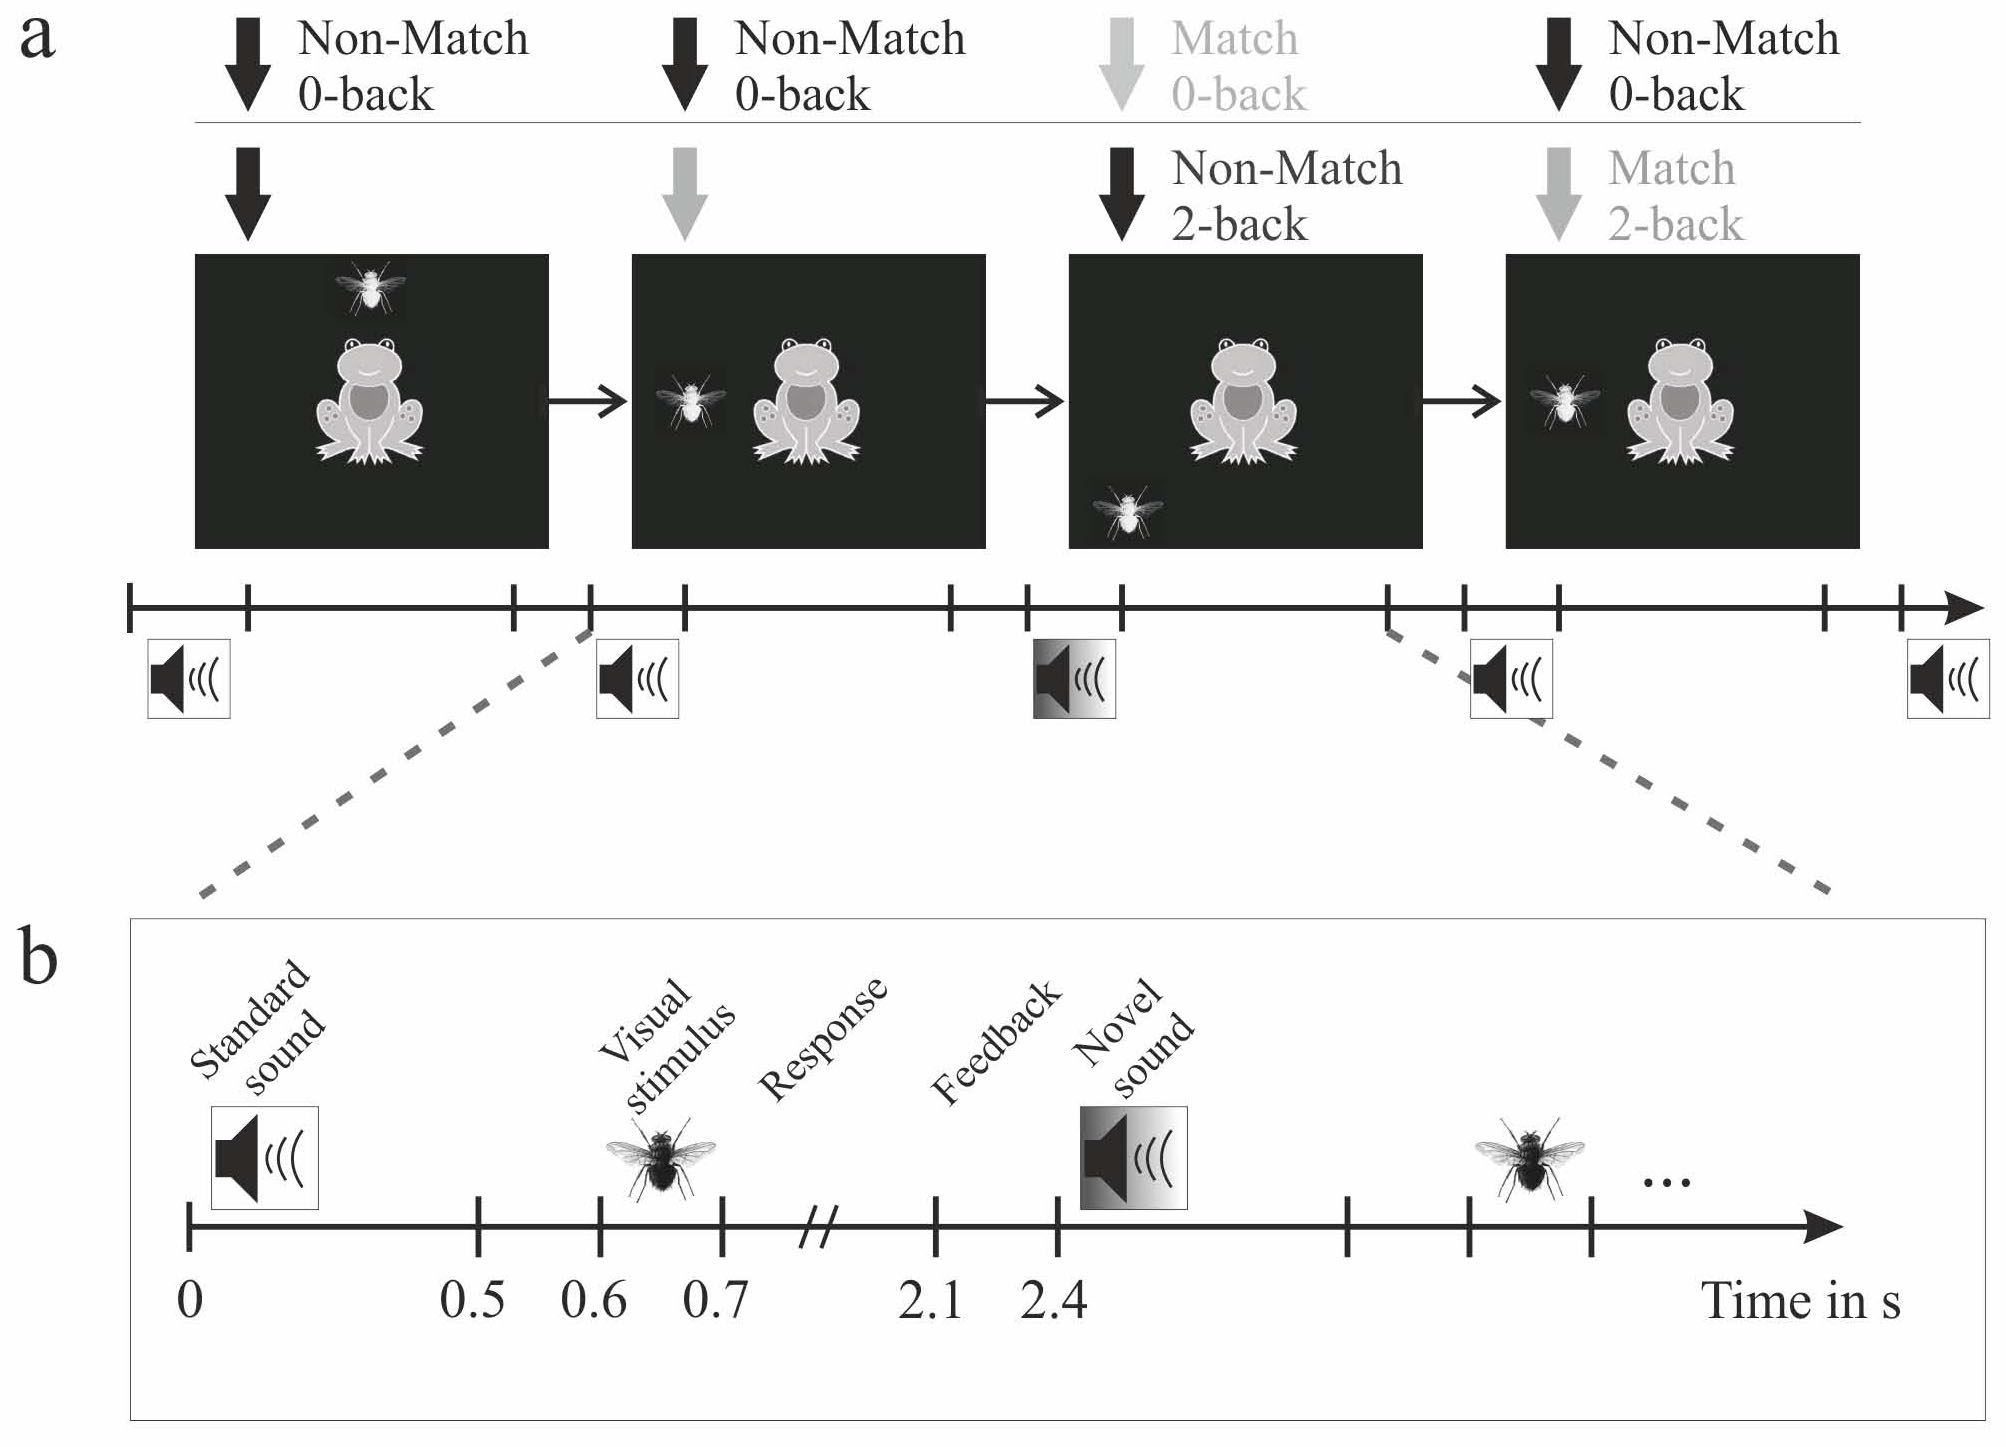 a
Non-Match
0-back
Non-Match
0-back
Match
0-back
Non-Match
0-back
Non-Match
2-back
Match
2-back
b
Standard
sound
Visual
stimulus
Response
Feedback
Novel
sound
...
0
0.5
0.6
0.7
2.1
2.4
Time in s